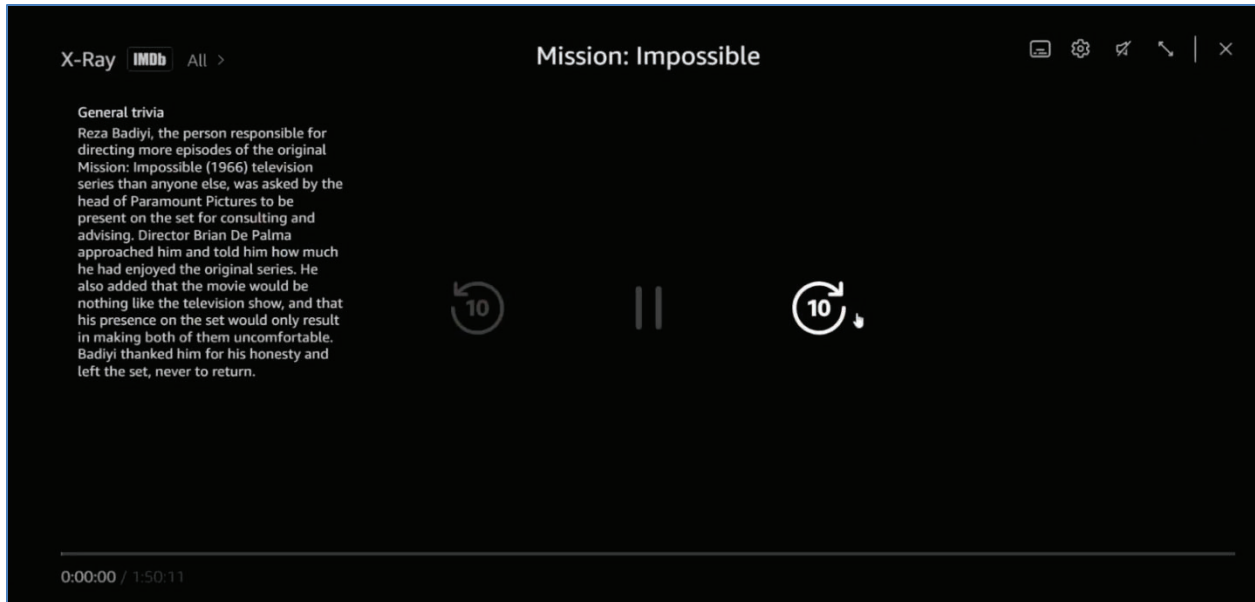 X-Ray IMDb All >
Mission: Impossible
General trivia
Reza Badiyi, the person responsible for
directing more episodes of the original
Mission: Impossible (1966) television
series than anyone else, was asked by the
head of Paramount Pictures to be
present on the set for consulting and
advising. Director Brian De Palma
approached him and told him how much
he had enjoyed the original series. He
also added that the movie would be
nothing like the television show, and that
his presence on the set would only result
in making both of them uncomfortable.
Badiyi thanked him for his honesty and
left the set, never to return.
10
10
0:00:00 / 1:50:11